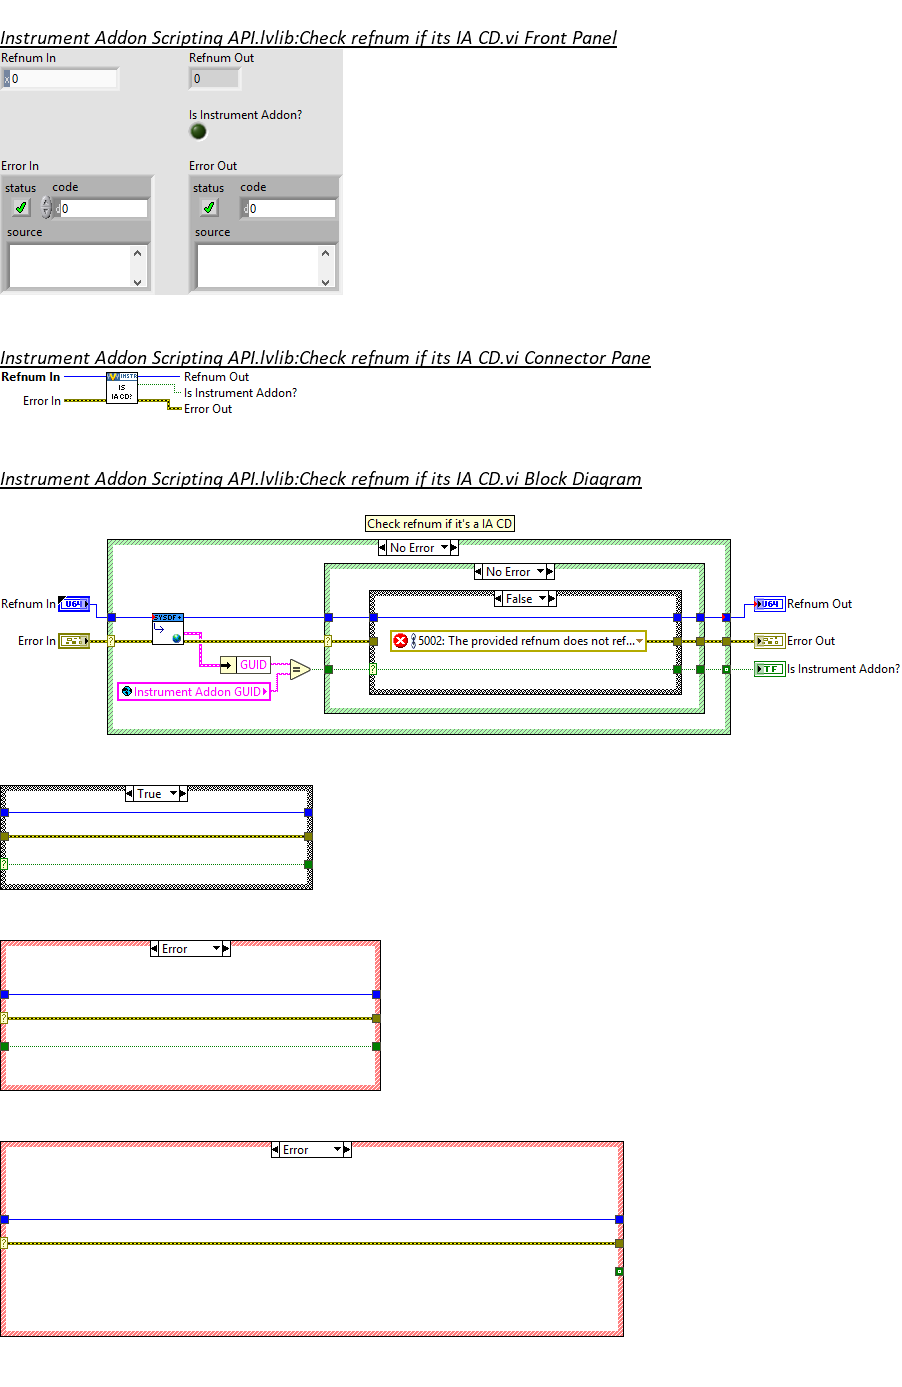 Instrument Addon Scripting API.lvlib:Check refnum if its IA CD.vi Front Panel
Refnum In
Refnum Out
x 0
0
Is Instrument Addon?
Error In
Error Out
status code
status code
d 0
d 0
source
source
Instrument Addon Scripting API.lvlib:Check refnum if its IA CD.vi Connector Pane
Refnum In
INSTR
IS
IA CD?
Refnum Out
Is Instrument Addon?
Error In
Error Out
Instrument Addon Scripting API.lvlib:Check refnum if its IA CD.vi Block Diagram
Check refnum if it's a IA CD
No Error
No Error
False
Refnum In
U64
SYSDF
U64
Refnum Out
Error In
?
?
5002: The provided refnum does not ref...
Error Out
GUID
=
?
TF
Is Instrument Addon?
Instrument Addon GUID
True
?
Error
?
Error
?